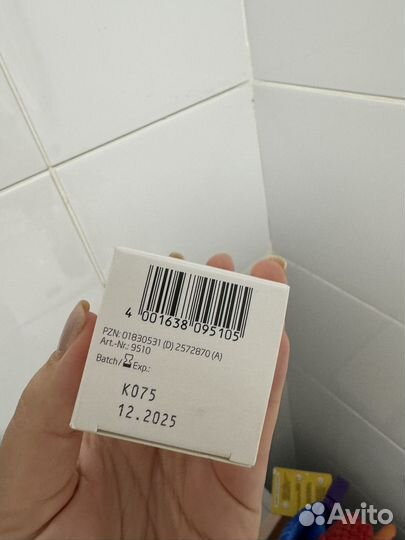 4 001638 095105
PZN: 01830531 (D) 2572870 (A)
Art.-Nr.: 9510
Batch/ Exp.:
K075
12.2025
Avito